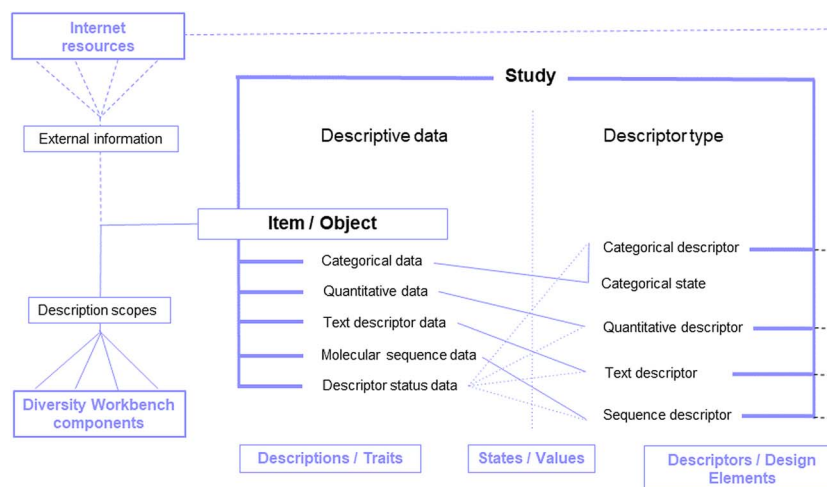 Internet
resources
Study
External information
Descriptive data
Descriptor type
Item / Object
Categorical data
Quantitative data
Text descriptor data
Molecular sequence data
Descriptor status data
Categorical descriptor
Categorical state
Quantitative descriptor
Text descriptor
Sequence descriptor
Description scopes
Diversity Workbench
components
Descriptions / Traits
States / Values
Descriptors / Design
Elements